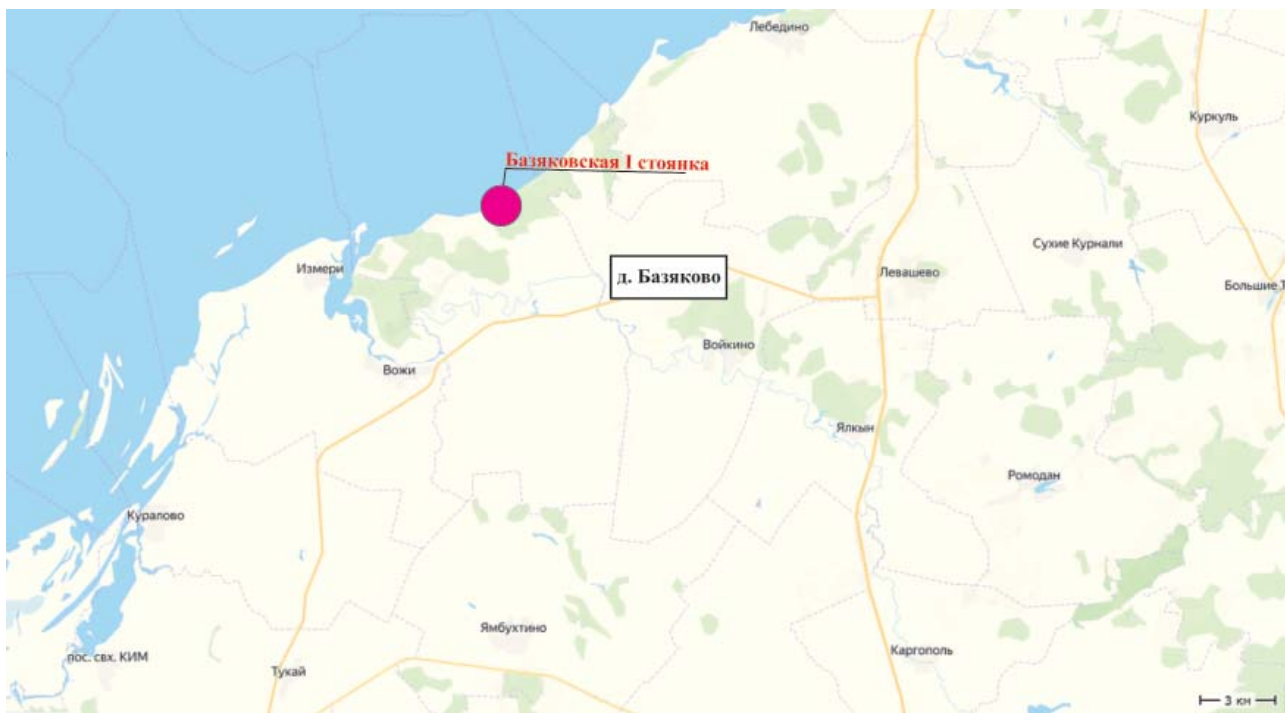 Лебедино
Куркуль
Базяковская I стоянка
Сухие Курнали
Измери
д. Базяково
Левашево
Большие Т
Войкино
Вожи
Ялкын
Ромодан
Куралово
Ямбухтино
Каргополь
пос. свх. КИМ
Тукай
3 км